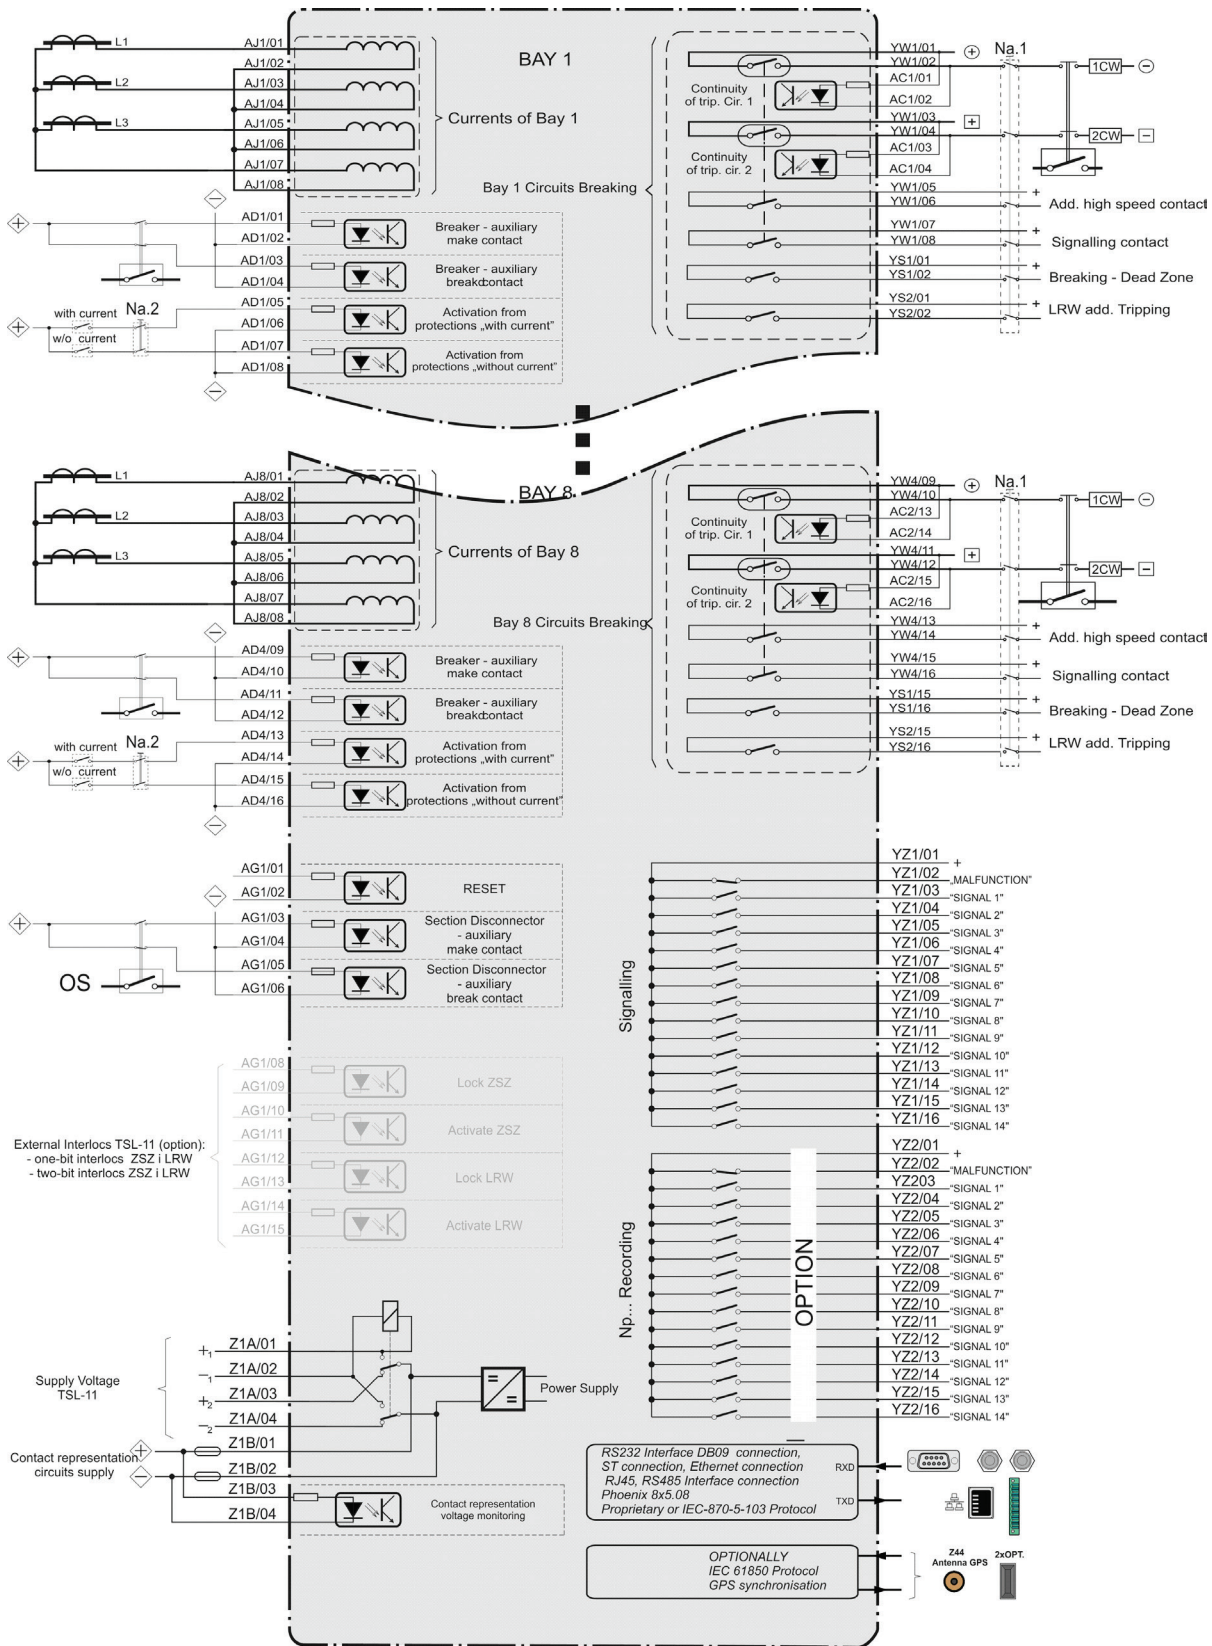 BAY 1
L1
L2
L3
AJ1/01
AJ1/02
AJ1/03
AJ1/04
AJ1/05
AJ1/06
AJ1/07
AJ1/08
Currents of Bay 1
AD1/01
AD1/02
AD1/03
AD1/04
AD1/05
AD1/06
AD1/07
AD1/08
with current
w/o current
Na.2
Breaker - auxiliary
make contact
Breaker - auxiliary
breakdcontact
Activation from
protections „with current"
Activation from
protections „without current"
Bay 1 Circuits Breaking
Continuity
of trip. Cir. 1
Continuity
of trip. cir. 2
YW1/01
YW1/02
AC1/01
AC1/02
YW1/03
YW1/04
AC1/03
AC1/04
YW1/05
YW1/06
YW1/07
YW1/08
YS1/01
YS1/02
YS2/01
YS2/02
Na.1
1CW
2CW
+
Add. high speed contact
+
Signalling contact
+
Breaking - Dead Zone
+
LRW add. Tripping
BAY 8
L1
L2
L3
AJ8/01
AJ8/02
AJ8/03
AJ8/04
AJ8/05
AJ8/06
AJ8/07
AJ8/08
Currents of Bay 8
AD4/09
AD4/10
AD4/11
AD4/12
AD4/13
AD4/14
AD4/15
AD4/16
with current
w/o current
Na.2
Breaker - auxiliary
make contact
Breaker - auxiliary
breakdcontact
Activation from
protections „with current"
Activation from
protections „without current"
Bay 8 Circuits Breaking
Continuity
of trip. Cir. 1
Continuity
of trip. cir. 2
YW4/09
YW4/10
AC2/13
AC2/14
YW4/11
YW4/12
AC2/15
AC2/16
YW4/13
YW4/14
YW4/15
YW4/16
YS1/15
YS1/16
YS2/15
YS2/16
Na.1
1CW
2CW
+
Add. high speed contact
+
Signalling contact
+
Breaking - Dead Zone
+
LRW add. Tripping
AG1/01
AG1/02
AG1/03
AG1/04
AG1/05
AG1/06
OS
RESET
Section Disconnector
- auxiliary
make contact
Section Disconnector
- auxiliary
break contact
AG1/08
AG1/09
AG1/10
AG1/11
AG1/12
AG1/13
AG1/14
AG1/15
Lock ZSZ
Activate ZSZ
Lock LRW
Activate LRW
External Interlocs TSL-11 (option):
- one-bit interlocs ZSZ i LRW
- two-bit interlocs ZSZ i LRW
Signalling
YZ1/01 +
YZ1/02 „MALFUNCTION"
YZ1/03 "SIGNAL 1"
YZ1/04 "SIGNAL 2"
YZ1/05 "SIGNAL 3"
YZ1/06 "SIGNAL 4"
YZ1/07 "SIGNAL 5"
YZ1/08 "SIGNAL 6"
YZ1/09 "SIGNAL 7"
YZ1/10 "SIGNAL 8"
YZ1/11 "SIGNAL 9"
YZ1/12 "SIGNAL 10"
YZ1/13 "SIGNAL 11"
YZ1/14 "SIGNAL 12"
YZ1/15 "SIGNAL 13"
YZ1/16 "SIGNAL 14"
Np... Recording
OPTION
YZ2/01 +
YZ2/02 "MALFUNCTION"
YZ203 "SIGNAL 1"
YZ2/04 "SIGNAL 2"
YZ2/05 "SIGNAL 3"
YZ2/06 "SIGNAL 4"
YZ2/07 "SIGNAL 5"
YZ2/08 "SIGNAL 6"
YZ2/09 "SIGNAL 7"
YZ2/10 "SIGNAL 8"
YZ2/11 "SIGNAL 9"
YZ2/12 "SIGNAL 10"
YZ2/13 "SIGNAL 11"
YZ2/14 "SIGNAL 12"
YZ2/15 "SIGNAL 13"
YZ2/16 "SIGNAL 14"
Supply Voltage
TSL-11
+1 Z1A/01
−1 Z1A/02
+2 Z1A/03
−2 Z1A/04
Z1B/01
Z1B/02
Z1B/03
Z1B/04
Contact representation
circuits supply
Power Supply
Contact representation
voltage monitoring
RS232 Interface DB09 connection,
ST connection, Ethernet connection
RJ45, RS485 Interface connection
Phoenix 8x5.08
Proprietary or IEC-870-5-103 Protocol
RXD
TXD
OPTIONALLY
IEC 61850 Protocol
GPS synchronisation
Z44
Antenna GPS
2xOPT.